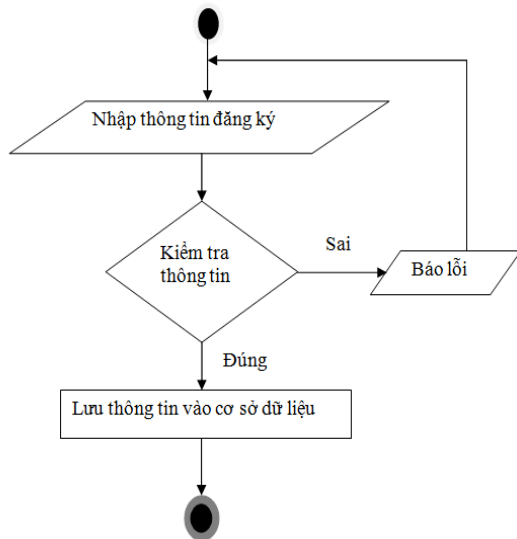 Nhập thông tin đăng ký
Kiểm tra
thông tin
Sai
Báo lỗi
Đúng
Lưu thông tin vào cơ sở dữ liệu